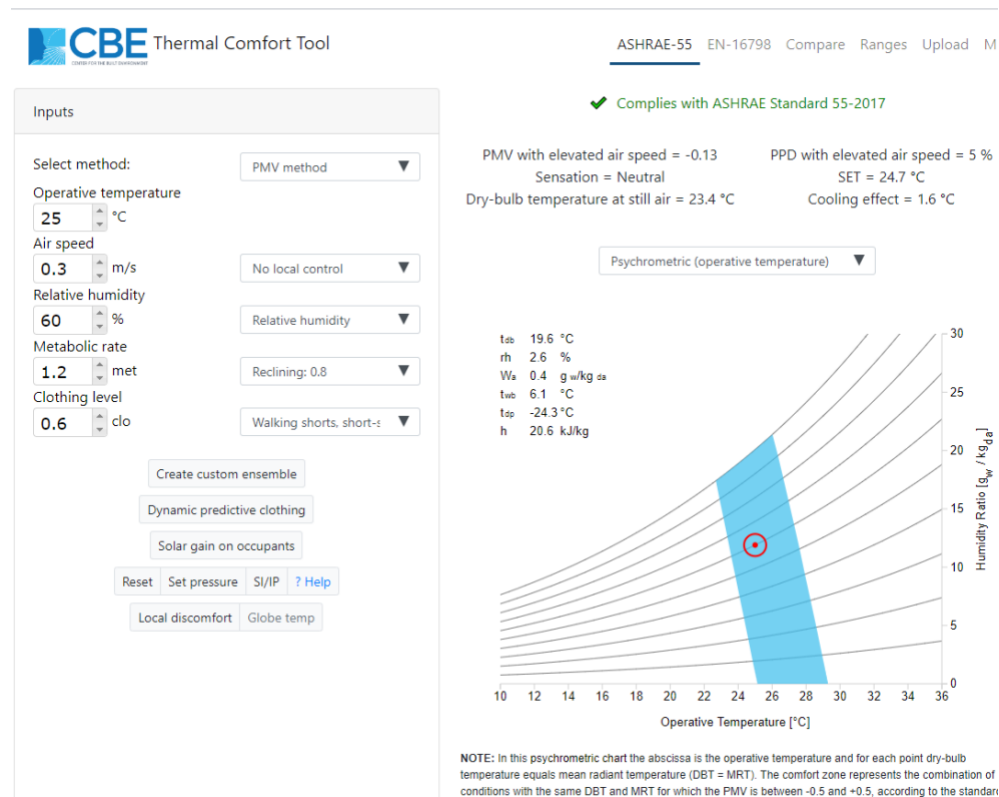 CBE Thermal Comfort Tool
CENTER FOR THE BUILT ENVIRONMENT
ASHRAE-55 EN-16798 Compare Ranges Upload M
Inputs
Select method:
PMV method
Operative temperature
25 °C
Air speed
0.3 m/s
No local control
Relative humidity
60 %
Relative humidity
Metabolic rate
1.2 met
Reclining: 0.8
Clothing level
0.6 clo
Walking shorts, short-s
Create custom ensemble
Dynamic predictive clothing
Solar gain on occupants
Reset Set pressure SI/IP ? Help
Local discomfort Globe temp
Complies with ASHRAE Standard 55-2017
PMV with elevated air speed = -0.13
PPD with elevated air speed = 5 %
Sensation = Neutral
SET = 24.7 °C
Dry-bulb temperature at still air = 23.4 °C
Cooling effect = 1.6 °C
Psychrometric (operative temperature)
tdb 19.6 °C
rh 2.6 %
Wa 0.4 g w/kg da
twb 6.1 °C
tdp -24.3 °C
h 20.6 kJ/kg
30
25
20
15
10
5
0
Humidity Ratio [gw / kgda]
10 12 14 16 18 20 22 24 26 28 30 32 34 36
Operative Temperature [°C]
NOTE: In this psychrometric chart the abscissa is the operative temperature and for each point dry-bulb
temperature equals mean radiant temperature (DBT = MRT). The comfort zone represents the combination of
conditions with the same DBT and MRT for which the PMV is between -0.5 and +0.5, according to the standard